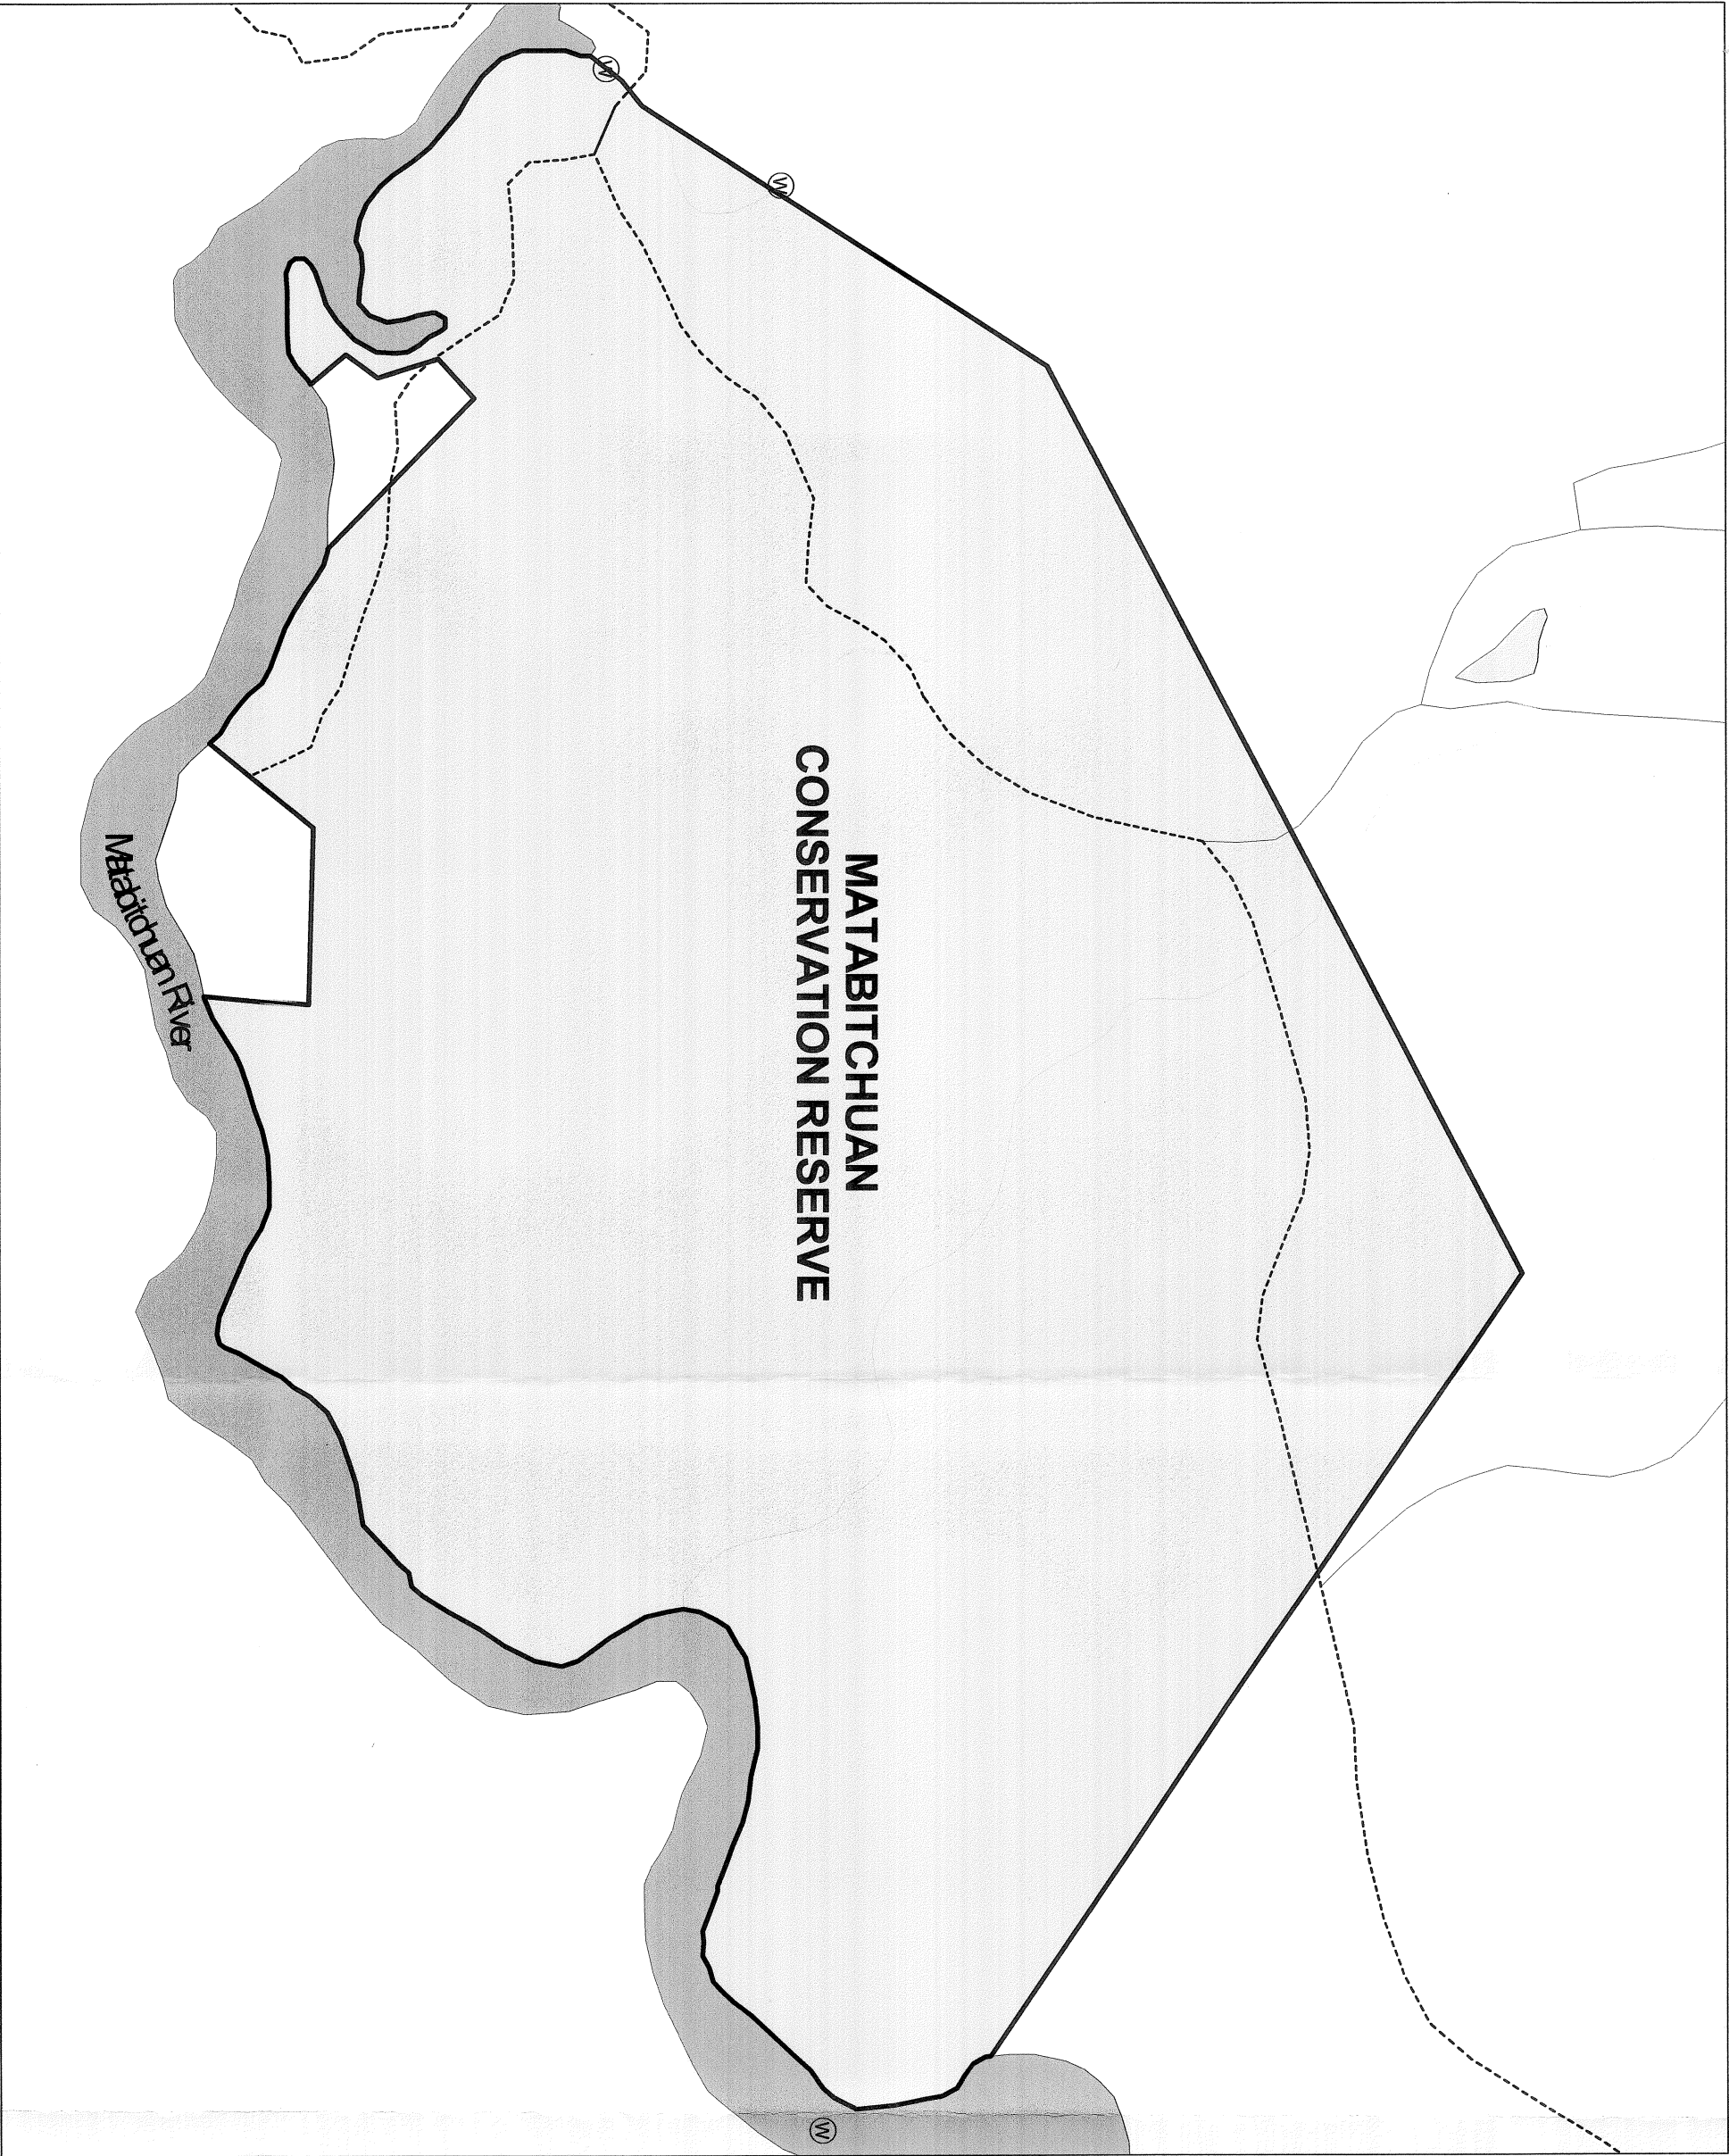 W
W
MATABITCHUAN
CONSERVATION RESERVE
Matabitchuan River
W